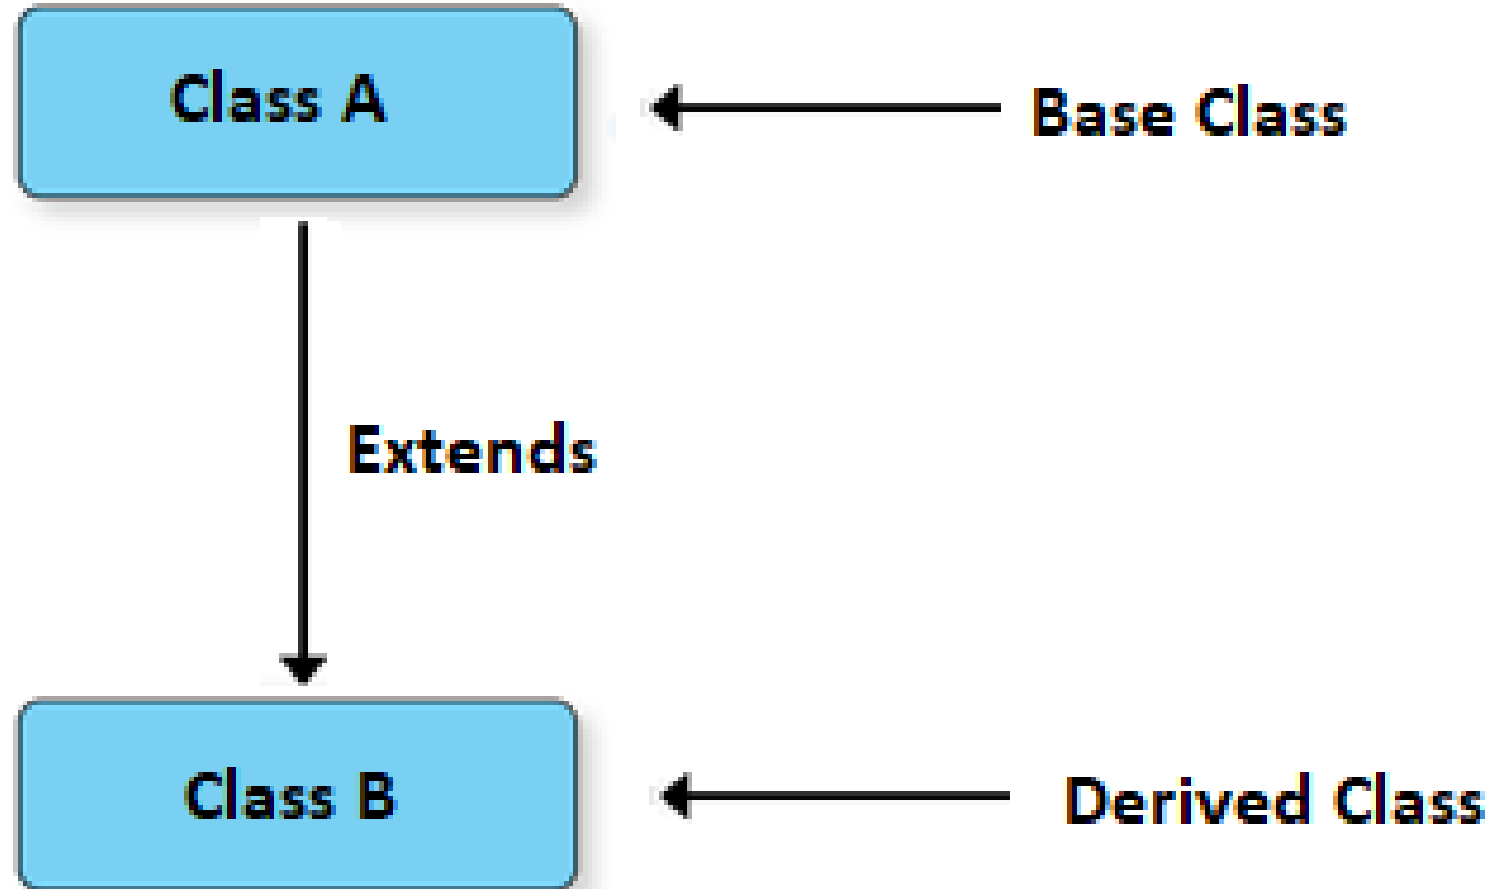 Class A
Base Class
Extends
Class B
Derived Class